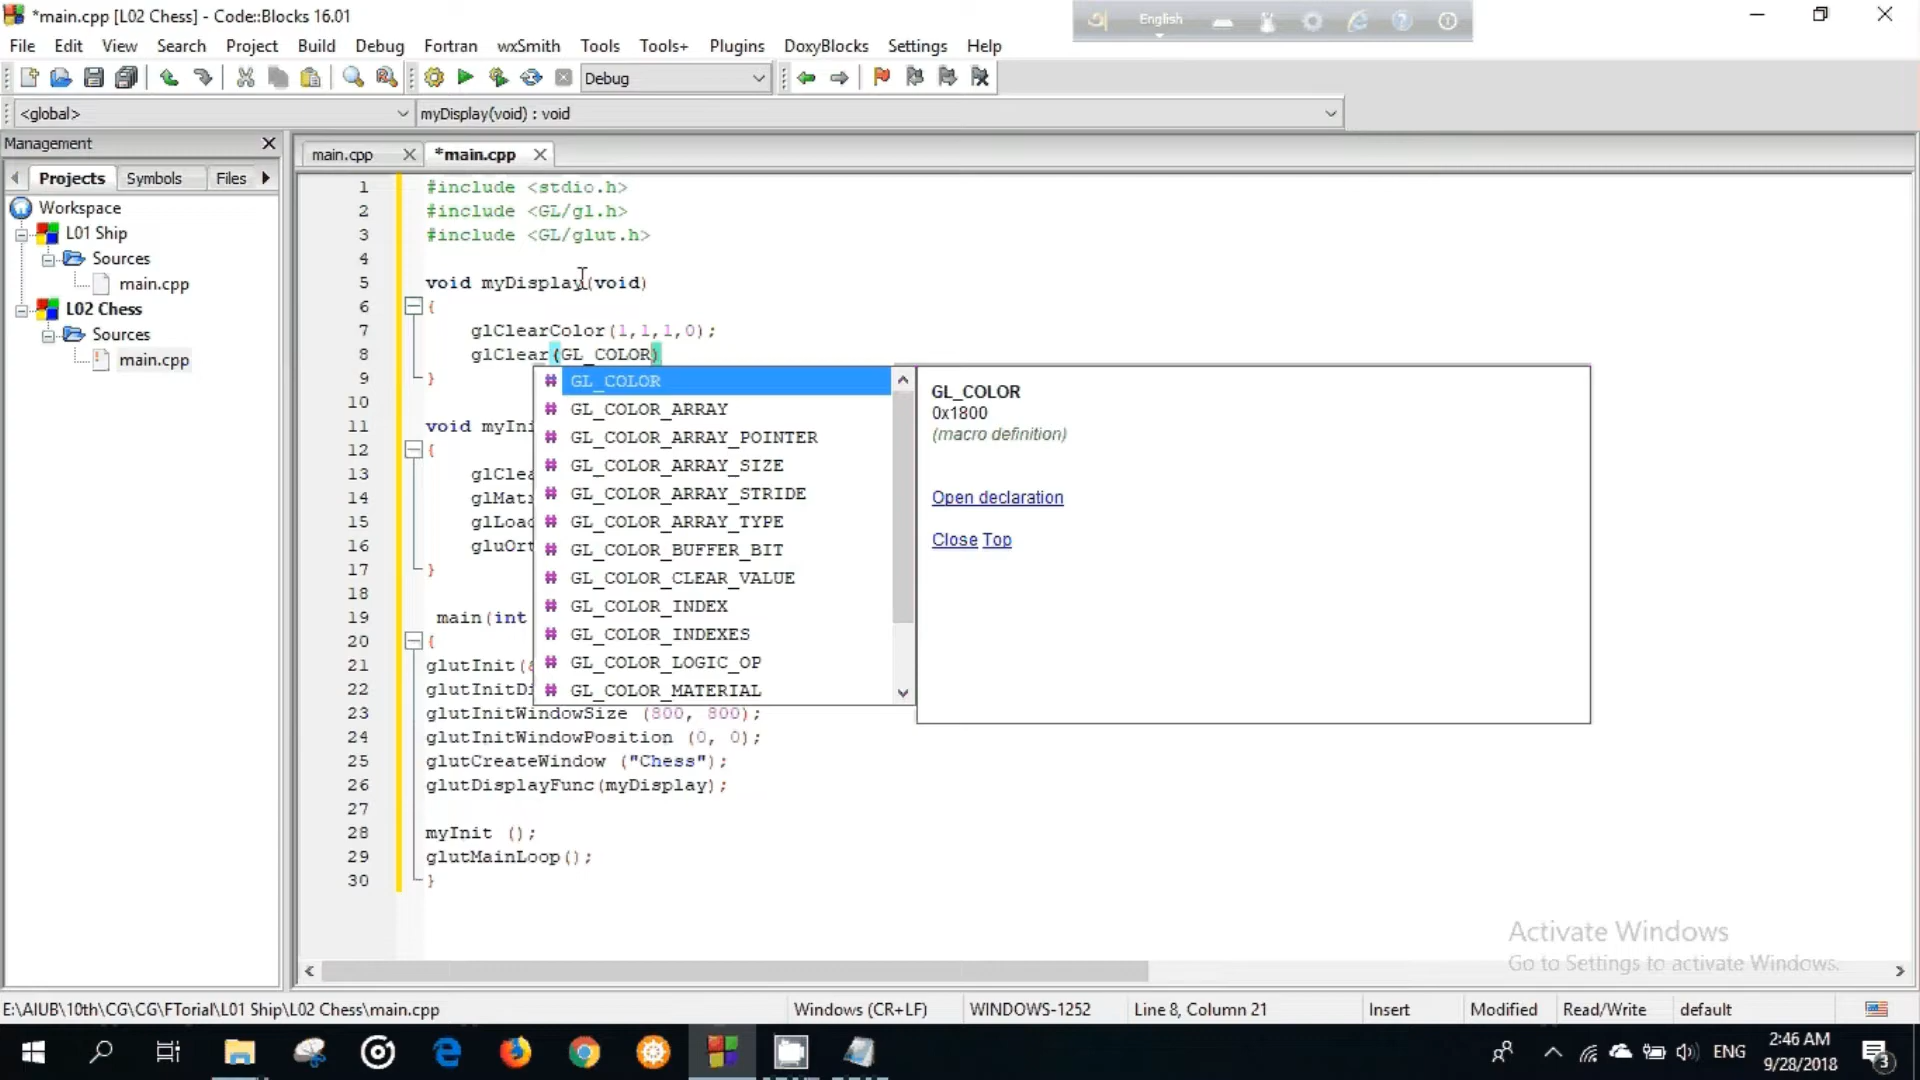 *main.cpp [L02 Chess] - Code::Blocks 16.01
English
File Edit View Search Project Build Debug Fortran wxSmith Tools Tools+ Plugins DoxyBlocks Settings Help
Debug
<global>
myDisplay(void) : void
Management
Projects Symbols Files
main.cpp *main.cpp
Workspace
L01 Ship
Sources
main.cpp
L02 Chess
Sources
main.cpp
1 #include <stdio.h>
2 #include <GL/gl.h>
3 #include <GL/glut.h>
4
5 void myDisplay(void)
6 {
7 glClearColor(1,1,1,0);
8 glClear(GL_COLOR)
9 }
10
11 void myIni
12 {
13 glClea
14 glMat
15 glLoad
16 gluOrt
17 }
18
19 main(int
20 {
21 glutInit(
22 glutInitDi
23 glutInitWindowSize (800, 800);
24 glutInitWindowPosition (0, 0);
25 glutCreateWindow ("Chess");
26 glutDisplayFunc(myDisplay);
27
28 myInit ();
29 glutMainLoop();
30 }
# GL_COLOR
# GL_COLOR_ARRAY
# GL_COLOR_ARRAY_POINTER
# GL_COLOR_ARRAY_SIZE
# GL_COLOR_ARRAY_STRIDE
# GL_COLOR_ARRAY_TYPE
# GL_COLOR_BUFFER_BIT
# GL_COLOR_CLEAR_VALUE
# GL_COLOR_INDEX
# GL_COLOR_INDEXES
# GL_COLOR_LOGIC_OP
# GL_COLOR_MATERIAL
GL_COLOR
0x1800
(macro definition)
Open declaration
Close Top
Activate Windows
Go to Settings to activate Windows.
E:\AIUB\10th\CG\CG\FTorial\L01 Ship\L02 Chess\main.cpp
Windows (CR+LF)
WINDOWS-1252
Line 8, Column 21
Insert
Modified
Read/Write
default
ENG
2:46 AM
9/28/2018
3